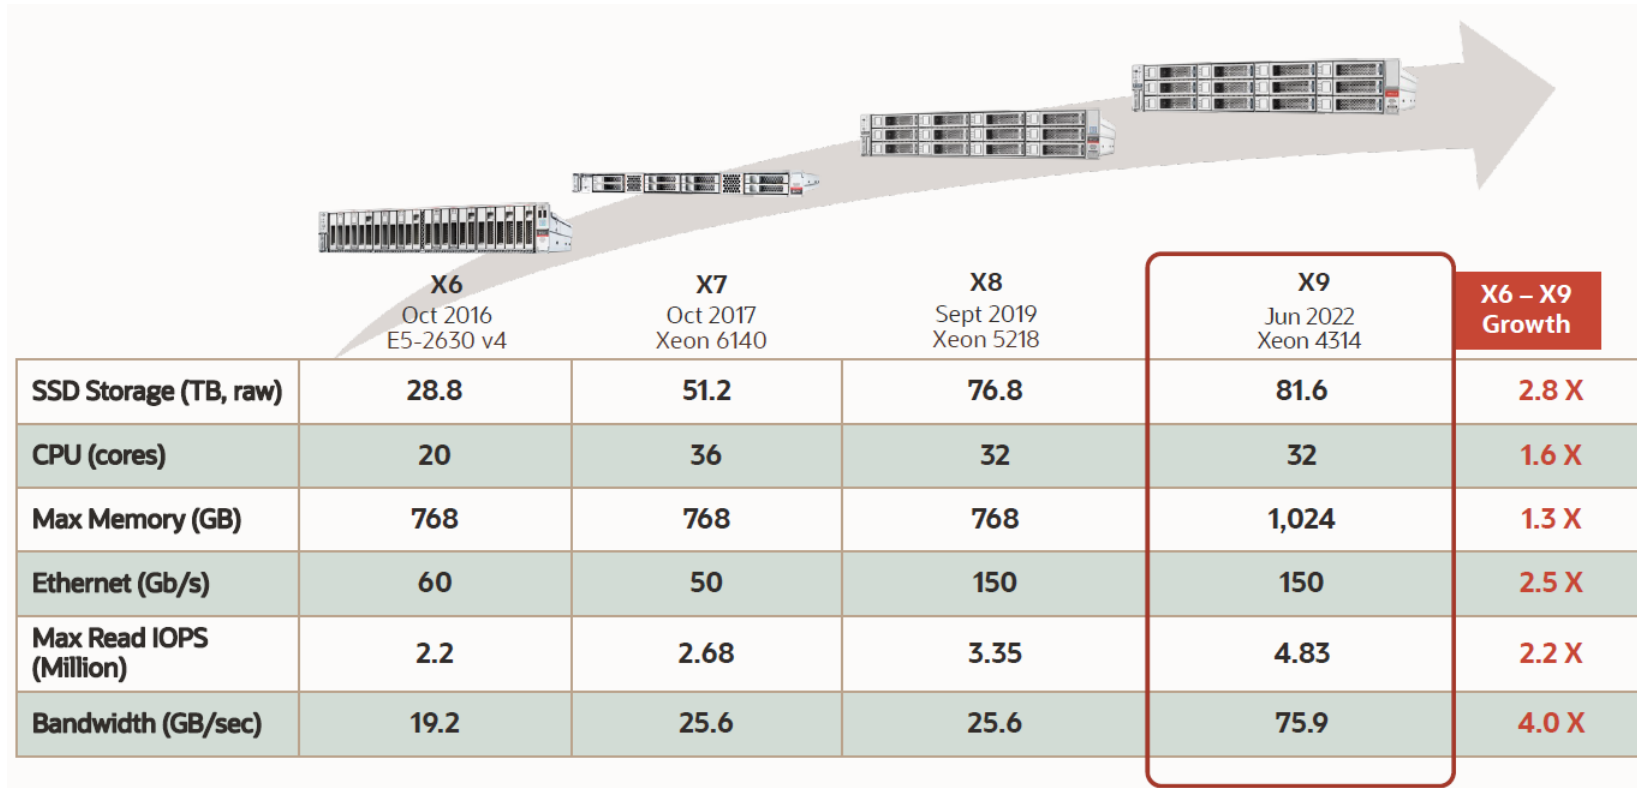 X6
Oct 2016
E5-2630 v4
X7
Oct 2017
Xeon 6140
X8
Sept 2019
Xeon 5218
X9
Jun 2022
Xeon 4314
X6 – X9
Growth
SSD Storage (TB, raw) 28.8 51.2 76.8 81.6 2.8 X
CPU (cores) 20 36 32 32 1.6 X
Max Memory (GB) 768 768 768 1,024 1.3 X
Ethernet (Gb/s) 60 50 150 150 2.5 X
Max Read IOPS
(Million) 2.2 2.68 3.35 4.83 2.2 X
Bandwidth (GB/sec) 19.2 25.6 25.6 75.9 4.0 X